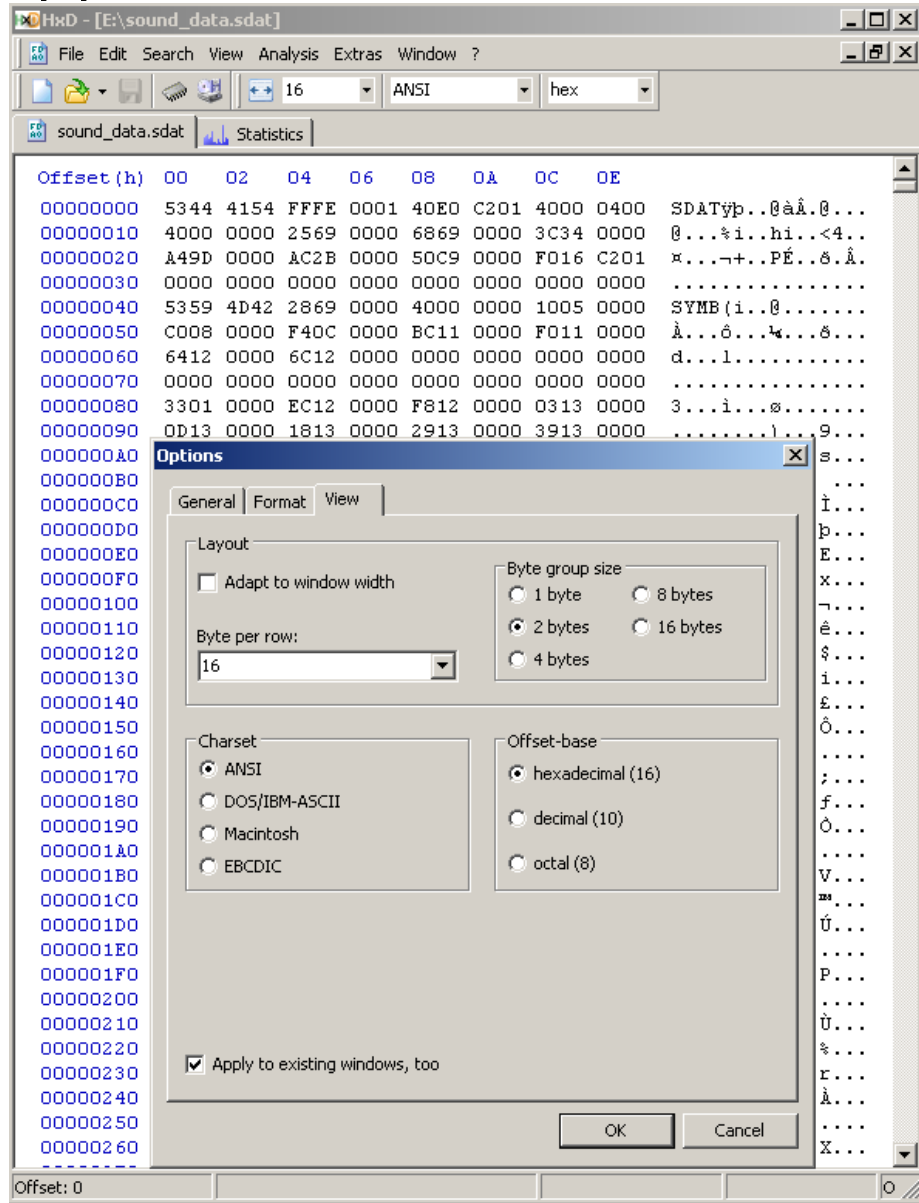 HxD - [E:\sound_data.sdat]
File Edit Search View Analysis Extras Window ?
16 ANSI hex
sound_data.sdat Statistics
Offset(h) 00 02 04 06 08 0A 0C 0E
00000000 5344 4154 FFFE 0001 40E0 C201 4000 0400 SDATÿþ..@àÂ.@...
00000010 4000 0000 2569 0000 6869 0000 3C34 0000 @...%i..hi..<4..
00000020 A49D 0000 AC2B 0000 50C9 0000 F016 C201 ¤...¬+..PÉ..ð.Â.
00000030 0000 0000 0000 0000 0000 0000 0000 0000 ................
00000040 5359 4D42 2869 0000 4000 0000 1005 0000 SYMB(i..@.......
00000050 C008 0000 F40C 0000 BC11 0000 F011 0000 À...ô...¼...ð...
00000060 6412 0000 6C12 0000 0000 0000 0000 0000 d...l...........
00000070 0000 0000 0000 0000 0000 0000 0000 0000 ................
00000080 3301 0000 EC12 0000 F812 0000 0313 0000 3...ì...ø.......
00000090 0D13 0000 1813 0000 2913 0000 3913 0000 ........)...9...
000000A0 Options s...
000000B0 ...
000000C0 General Format View Ì...
000000D0 þ...
000000E0 Layout E...
000000F0 Adapt to window width Byte group size x...
00000100 1 byte 8 bytes ¬...
00000110 Byte per row: 2 bytes 16 bytes ê...
00000120 16 4 bytes $...
00000130 i...
00000140 £...
00000150 Charset Offset-base Ô...
00000160 ....
00000170 ANSI hexadecimal (16) ;...
00000180 DOS/IBM-ASCII ƒ...
00000190 Macintosh decimal (10) Ò...
000001A0 ....
000001B0 EBCDIC octal (8) V...
000001C0 ™...
000001D0 Ú...
000001E0 ....
000001F0 P...
00000200 ....
00000210 Ù...
00000220 %...
00000230 Apply to existing windows, too r...
00000240 À...
00000250 OK Cancel ....
00000260 X...
Offset: 0 O